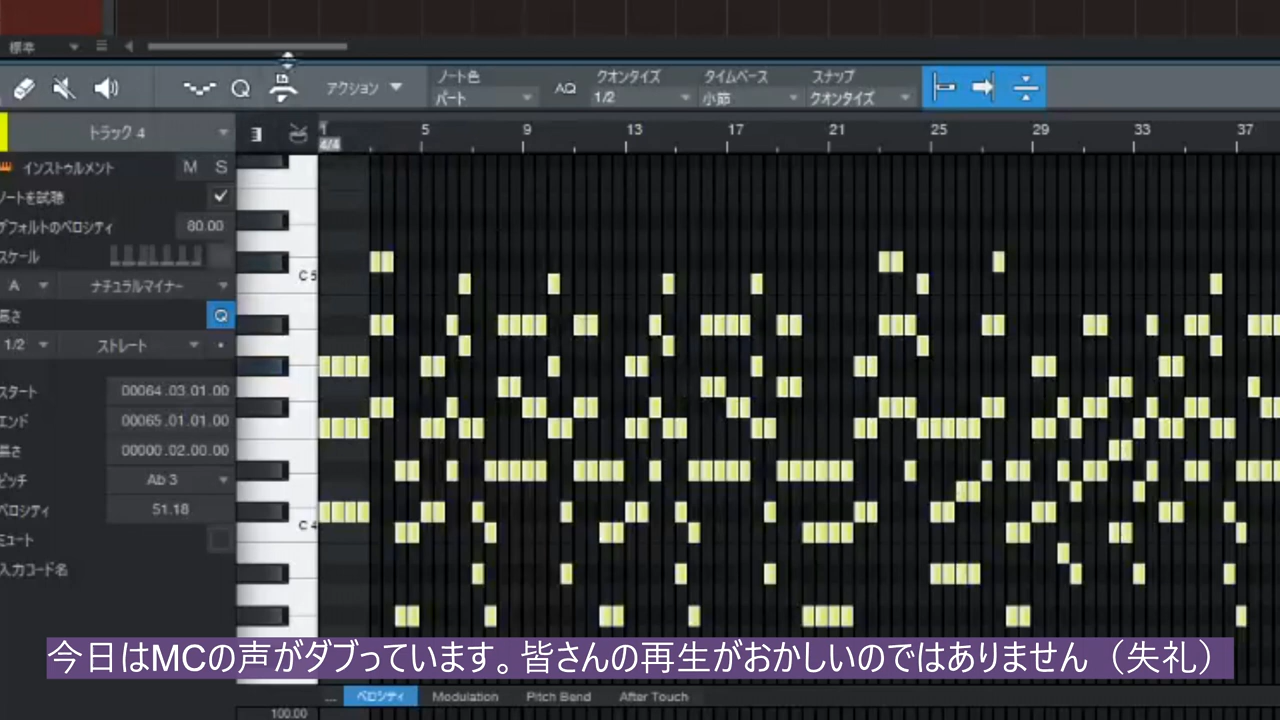 標準
アクション
ノート色
パート
AQ
クオンタイズ
1/2
タイムベース
小節
スナップ
クオンタイズ
トラック 4
1 5 9 13 17 21 25 29 33 37
4/4
インストゥルメント M S
ノートを試聴
デフォルトのベロシティ 80.00
スケール
A ナチュラルマイナー
長さ Q
1/2 ストレート
スタート 00064.03.01.00
エンド 00065.01.01.00
長さ 00000.02.00.00
ピッチ Ab 3
ベロシティ 51.18
ミュート
入力コード名
C 5
C 4
今日はMCの声がダブっています。皆さんの再生がおかしいのではありません（失礼）
... ベロシティ Modulation Pitch Bend After Touch
100.00